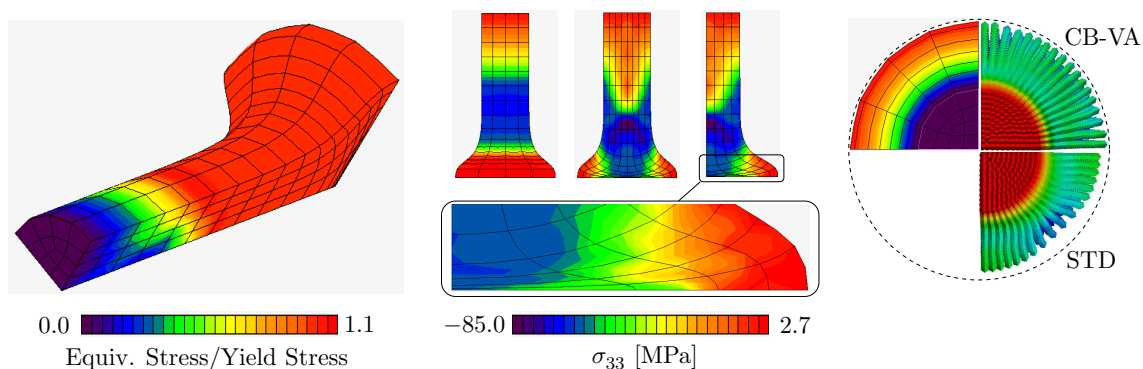 CB-VA
STD
0.0 1.1
Equiv. Stress/Yield Stress
−85.0 2.7
σ₃₃ [MPa]